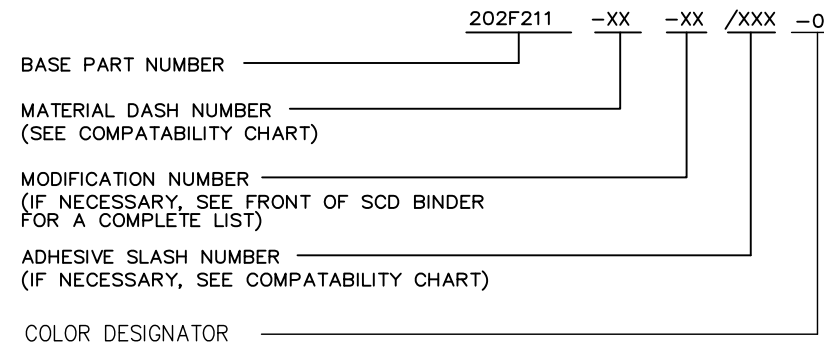 202F211 -XX -XX /XXX -0
BASE PART NUMBER
MATERIAL DASH NUMBER
(SEE COMPATABILITY CHART)
MODIFICATION NUMBER
(IF NECESSARY, SEE FRONT OF SCD BINDER
FOR A COMPLETE LIST)
ADHESIVE SLASH NUMBER
(IF NECESSARY, SEE COMPATABILITY CHART)
COLOR DESIGNATOR